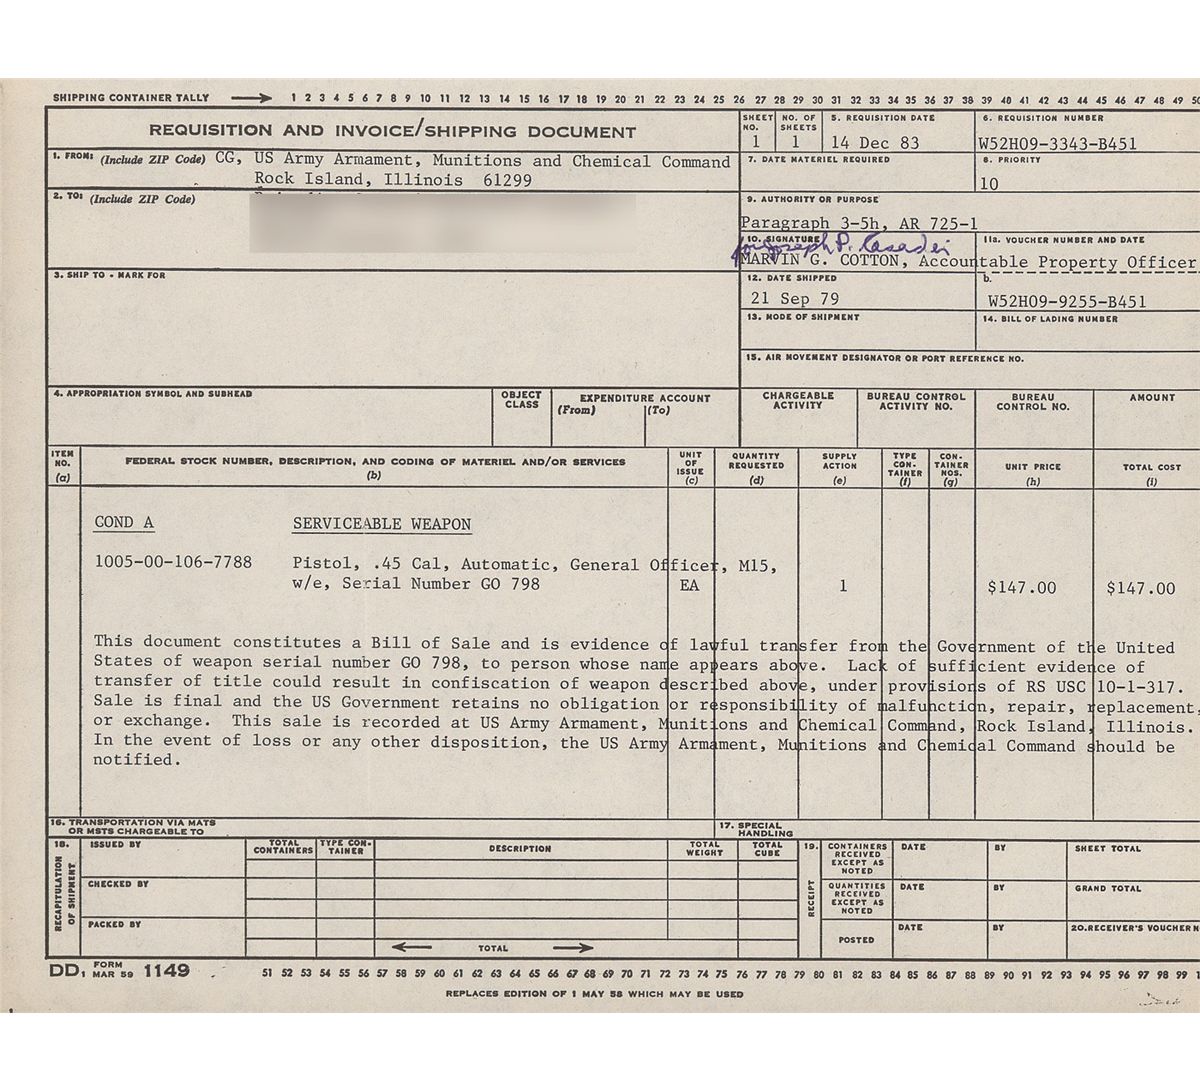 SHIPPING CONTAINER TALLY 1 2 3 4 5 6 7 8 9 10 11 12 13 14 15 16 17 18 19 20 21 22 23 24 25 26 27 28 29 30 31 32 33 34 35 36 37 38 39 40 41 42 43 44 45 46 47 48 49
REQUISITION AND INVOICE/SHIPPING DOCUMENT
SHEET NO.
1
NO. OF SHEETS
1
5. REQUISITION DATE
14 Dec 83
6. REQUISITION NUMBER
W52H09-3343-B451
1. FROM: (Include ZIP Code) CG, US Army Armament, Munitions and Chemical Command
Rock Island, Illinois 61299
7. DATE MATERIEL REQUIRED
8. PRIORITY
10
2. TO: (Include ZIP Code)
9. AUTHORITY OR PURPOSE
Paragraph 3-5h, AR 725-1
10. SIGNATURE
for Joseph P. Casadei
MARVIN G. COTTON, Accountable Property Officer
11a. VOUCHER NUMBER AND DATE
3. SHIP TO - MARK FOR
12. DATE SHIPPED
21 Sep 79
b.
W52H09-9255-B451
13. MODE OF SHIPMENT
14. BILL OF LADING NUMBER
15. AIR MOVEMENT DESIGNATOR OR PORT REFERENCE NO.
4. APPROPRIATION SYMBOL AND SUBHEAD
OBJECT CLASS
EXPENDITURE ACCOUNT
(From) (To)
CHARGEABLE ACTIVITY
BUREAU CONTROL ACTIVITY NO.
BUREAU CONTROL NO.
AMOUNT
ITEM NO. (a)
FEDERAL STOCK NUMBER, DESCRIPTION, AND CODING OF MATERIEL AND/OR SERVICES
(b)
UNIT OF ISSUE (c)
QUANTITY REQUESTED (d)
SUPPLY ACTION (e)
TYPE CON-TAINER (f)
CON-TAINER NOS. (g)
UNIT PRICE (h)
TOTAL COST (i)
COND A SERVICEABLE WEAPON
1005-00-106-7788 Pistol, .45 Cal, Automatic, General Officer, M15,
w/e, Serial Number GO 798 EA 1 $147.00 $147.00
This document constitutes a Bill of Sale and is evidence of lawful transfer from the Government of the United
States of weapon serial number GO 798, to person whose name appears above. Lack of sufficient evidence of
transfer of title could result in confiscation of weapon described above, under provisions of RS USC 10-1-317.
Sale is final and the US Government retains no obligation or responsibility of malfunction, repair, replacement,
or exchange. This sale is recorded at US Army Armament, Munitions and Chemical Command, Rock Island, Illinois.
In the event of loss or any other disposition, the US Army Armament, Munitions and Chemical Command should be
notified.
16. TRANSPORTATION VIA MATS
OR MSTS CHARGEABLE TO
17. SPECIAL HANDLING
18.
RECAPITULATION OF SHIPMENT
ISSUED BY
CHECKED BY
PACKED BY
TOTAL CONTAINERS
TYPE CON-TAINER
DESCRIPTION
TOTAL WEIGHT
TOTAL CUBE
TOTAL
19.
RECEIPT
CONTAINERS RECEIVED EXCEPT AS NOTED
DATE BY SHEET TOTAL
QUANTITIES RECEIVED EXCEPT AS NOTED
DATE BY GRAND TOTAL
POSTED
DATE BY 20. RECEIVER'S VOUCHER
DD FORM 1 MAR 59 1149
51 52 53 54 55 56 57 58 59 60 61 62 63 64 65 66 67 68 69 70 71 72 73 74 75 76 77 78 79 80 81 82 83 84 85 86 87 88 89 90 91 92 93 94 95 96 97 98 99
REPLACES EDITION OF 1 MAY 58 WHICH MAY BE USED